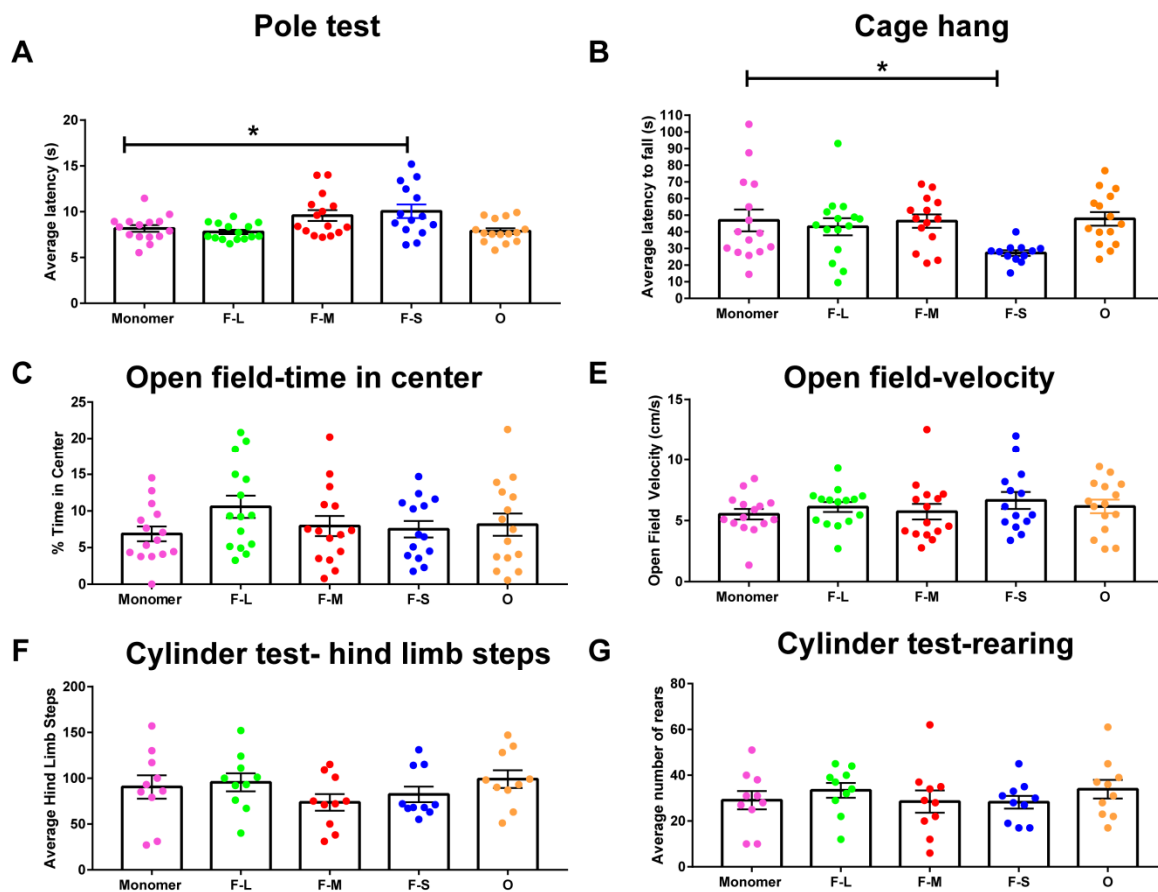 Pole test
A
*
Average latency (s)
20
15
10
5
0
Monomer F-L F-M F-S O
Cage hang
B
*
Average latency to fall (s)
110
100
90
80
70
60
50
40
30
20
10
0
Monomer F-L F-M F-S O
C Open field-time in center
% Time in Center
25
20
15
10
5
0
Monomer F-L F-M F-S O
E Open field-velocity
Open Field Velocity (cm/s)
15
10
5
0
Monomer F-L F-M F-S O
F Cylinder test- hind limb steps
Average Hind Limb Steps
200
150
100
50
0
Monomer F-L F-M F-S O
G Cylinder test-rearing
Average number of rears
80
60
40
20
0
Monomer F-L F-M F-S O